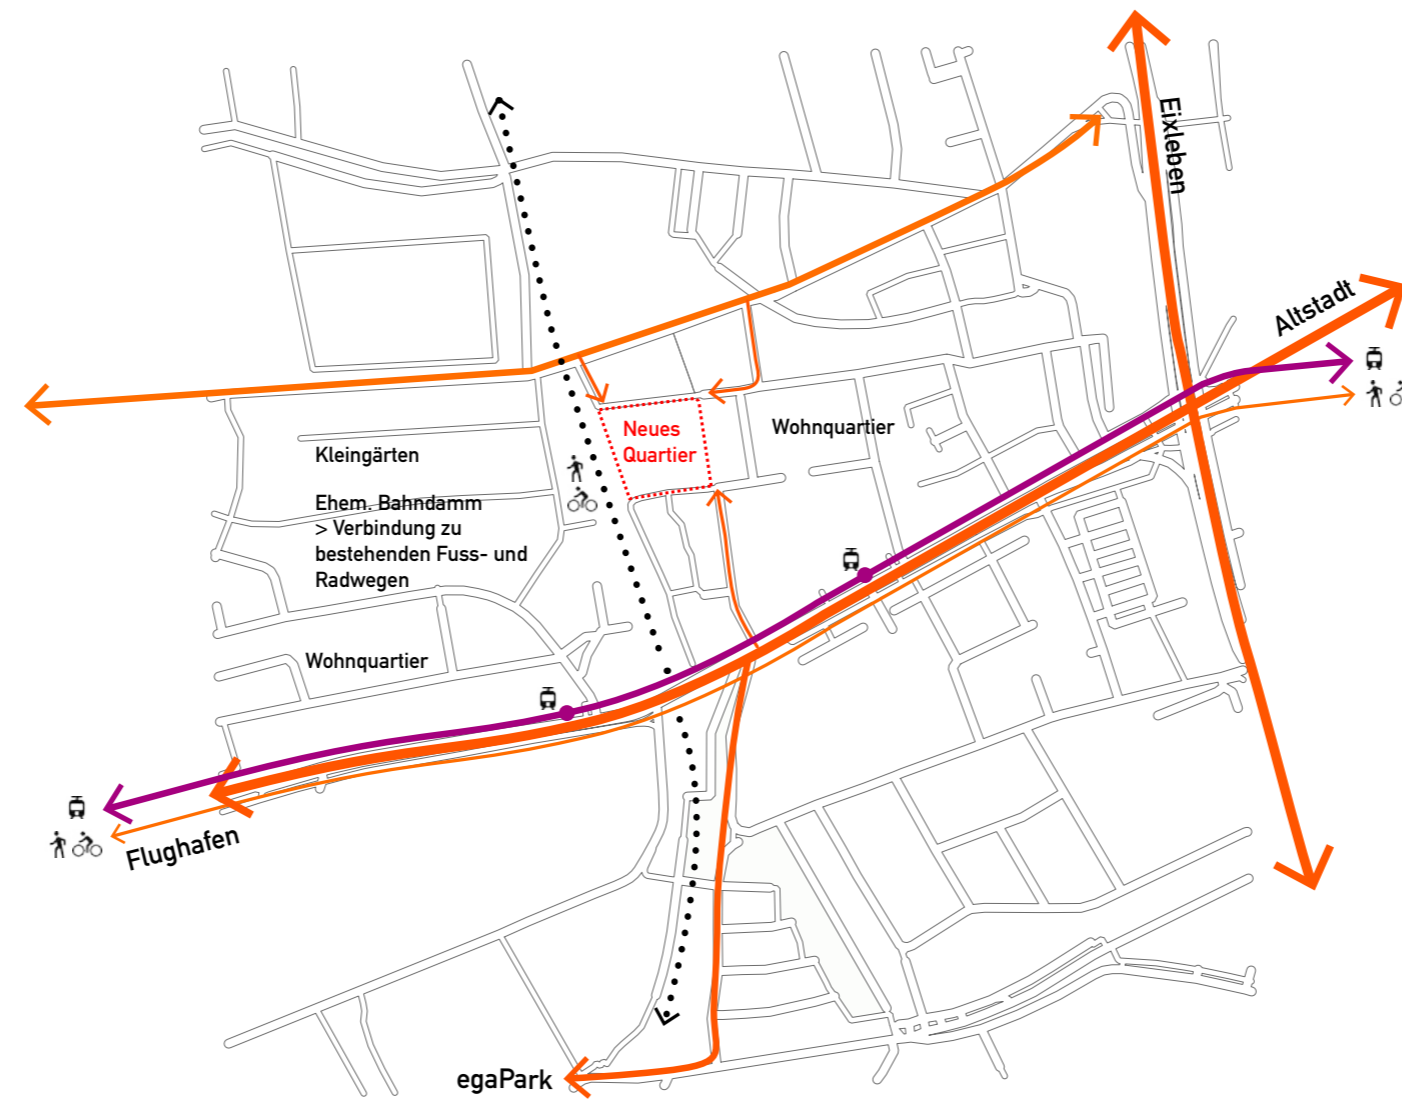 Eixleben
Altstadt
Neues
Quartier
Wohnquartier
Kleingärten
Ehem. Bahndamm
> Verbindung zu
bestehenden Fuss- und
Radwegen
Wohnquartier
Flughafen
egaPark